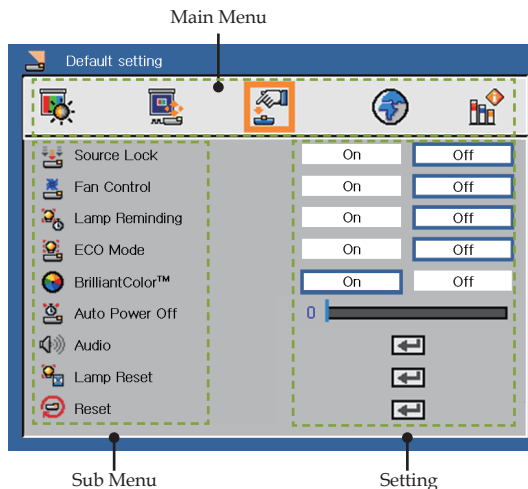 Main Menu
Default setting
Source Lock On Off
Fan Control On Off
Lamp Reminding On Off
ECO Mode On Off
BrilliantColor™ On Off
Auto Power Off 0
Audio
Lamp Reset
Reset
Sub Menu Setting